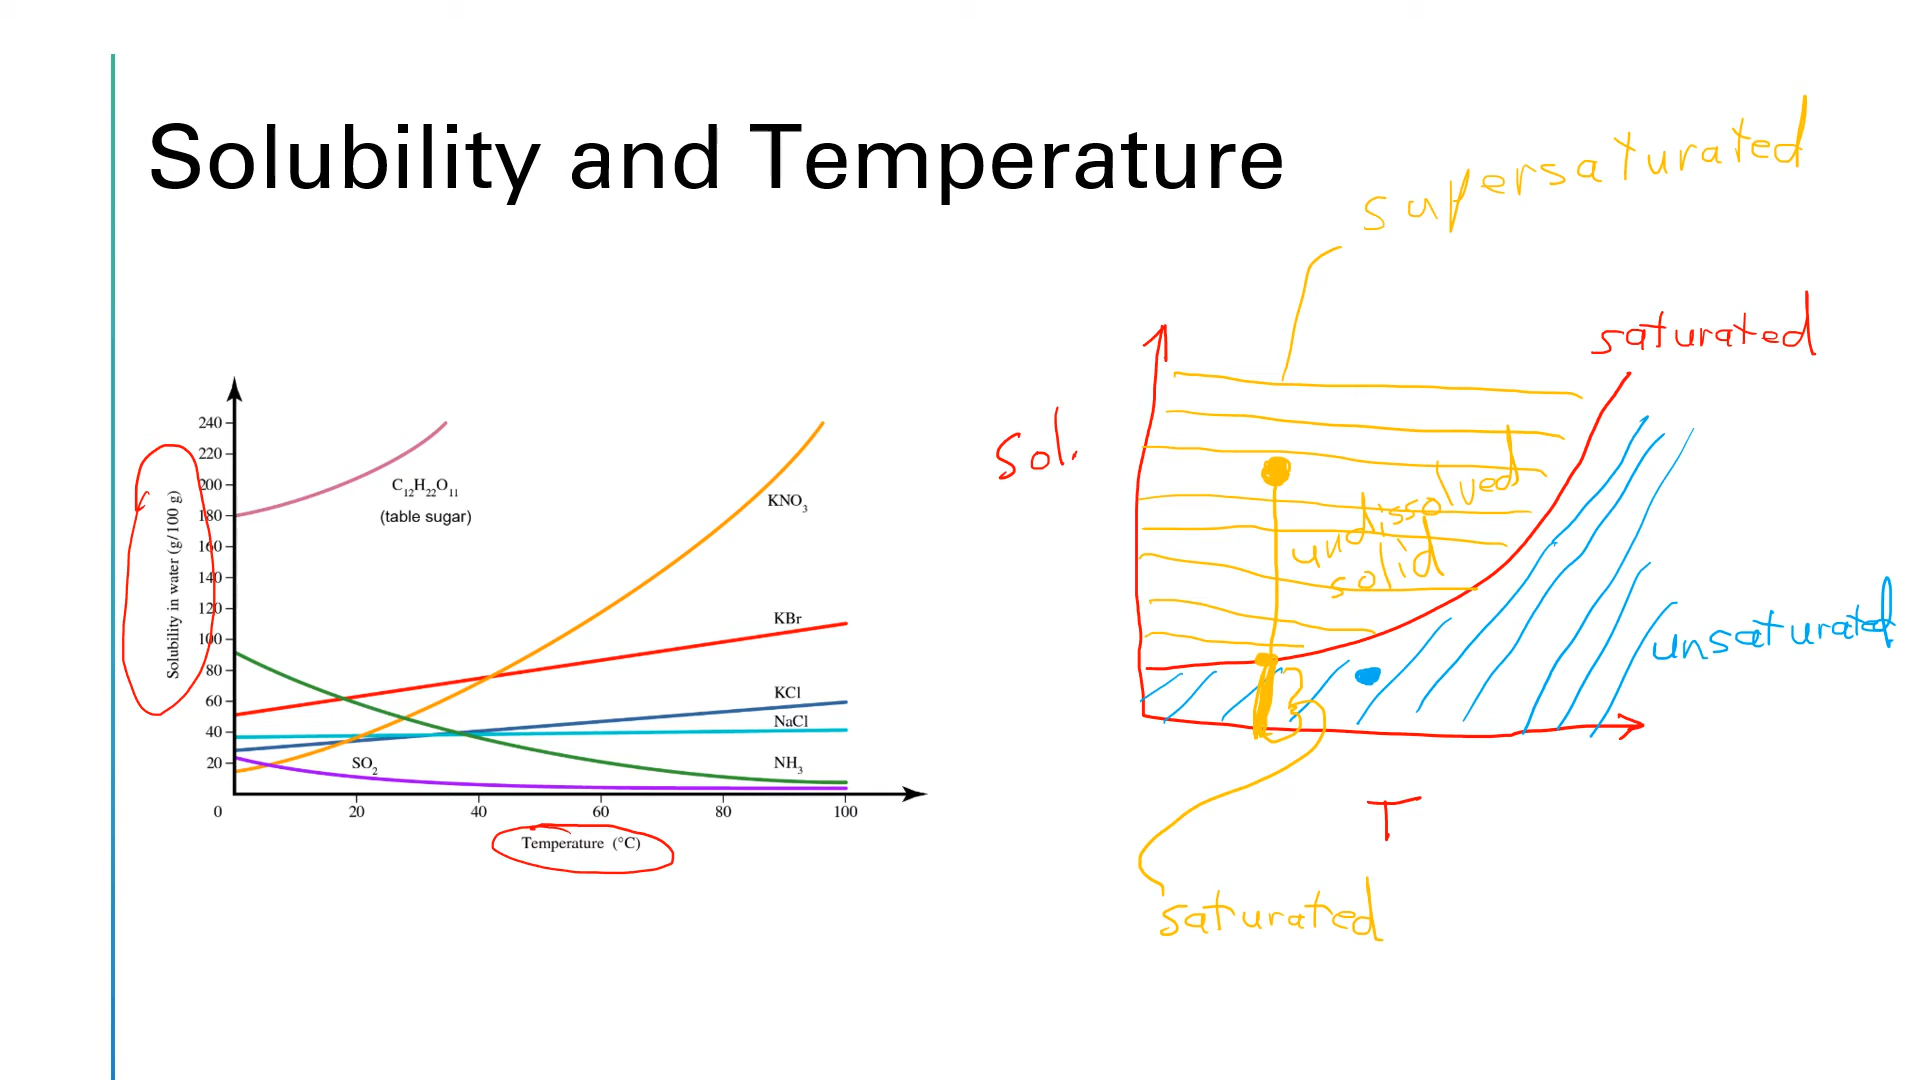 Solubility and Temperature
supersaturated
saturated
Sol.
undissolved
solid
unsaturated
T
saturated
Solubility in water (g/100 g)
240
220
200
180
160
140
120
100
80
60
40
20
0
20
40
60
80
100
Temperature (°C)
C12H22O11
(table sugar)
KNO3
KBr
KCl
NaCl
NH3
SO2